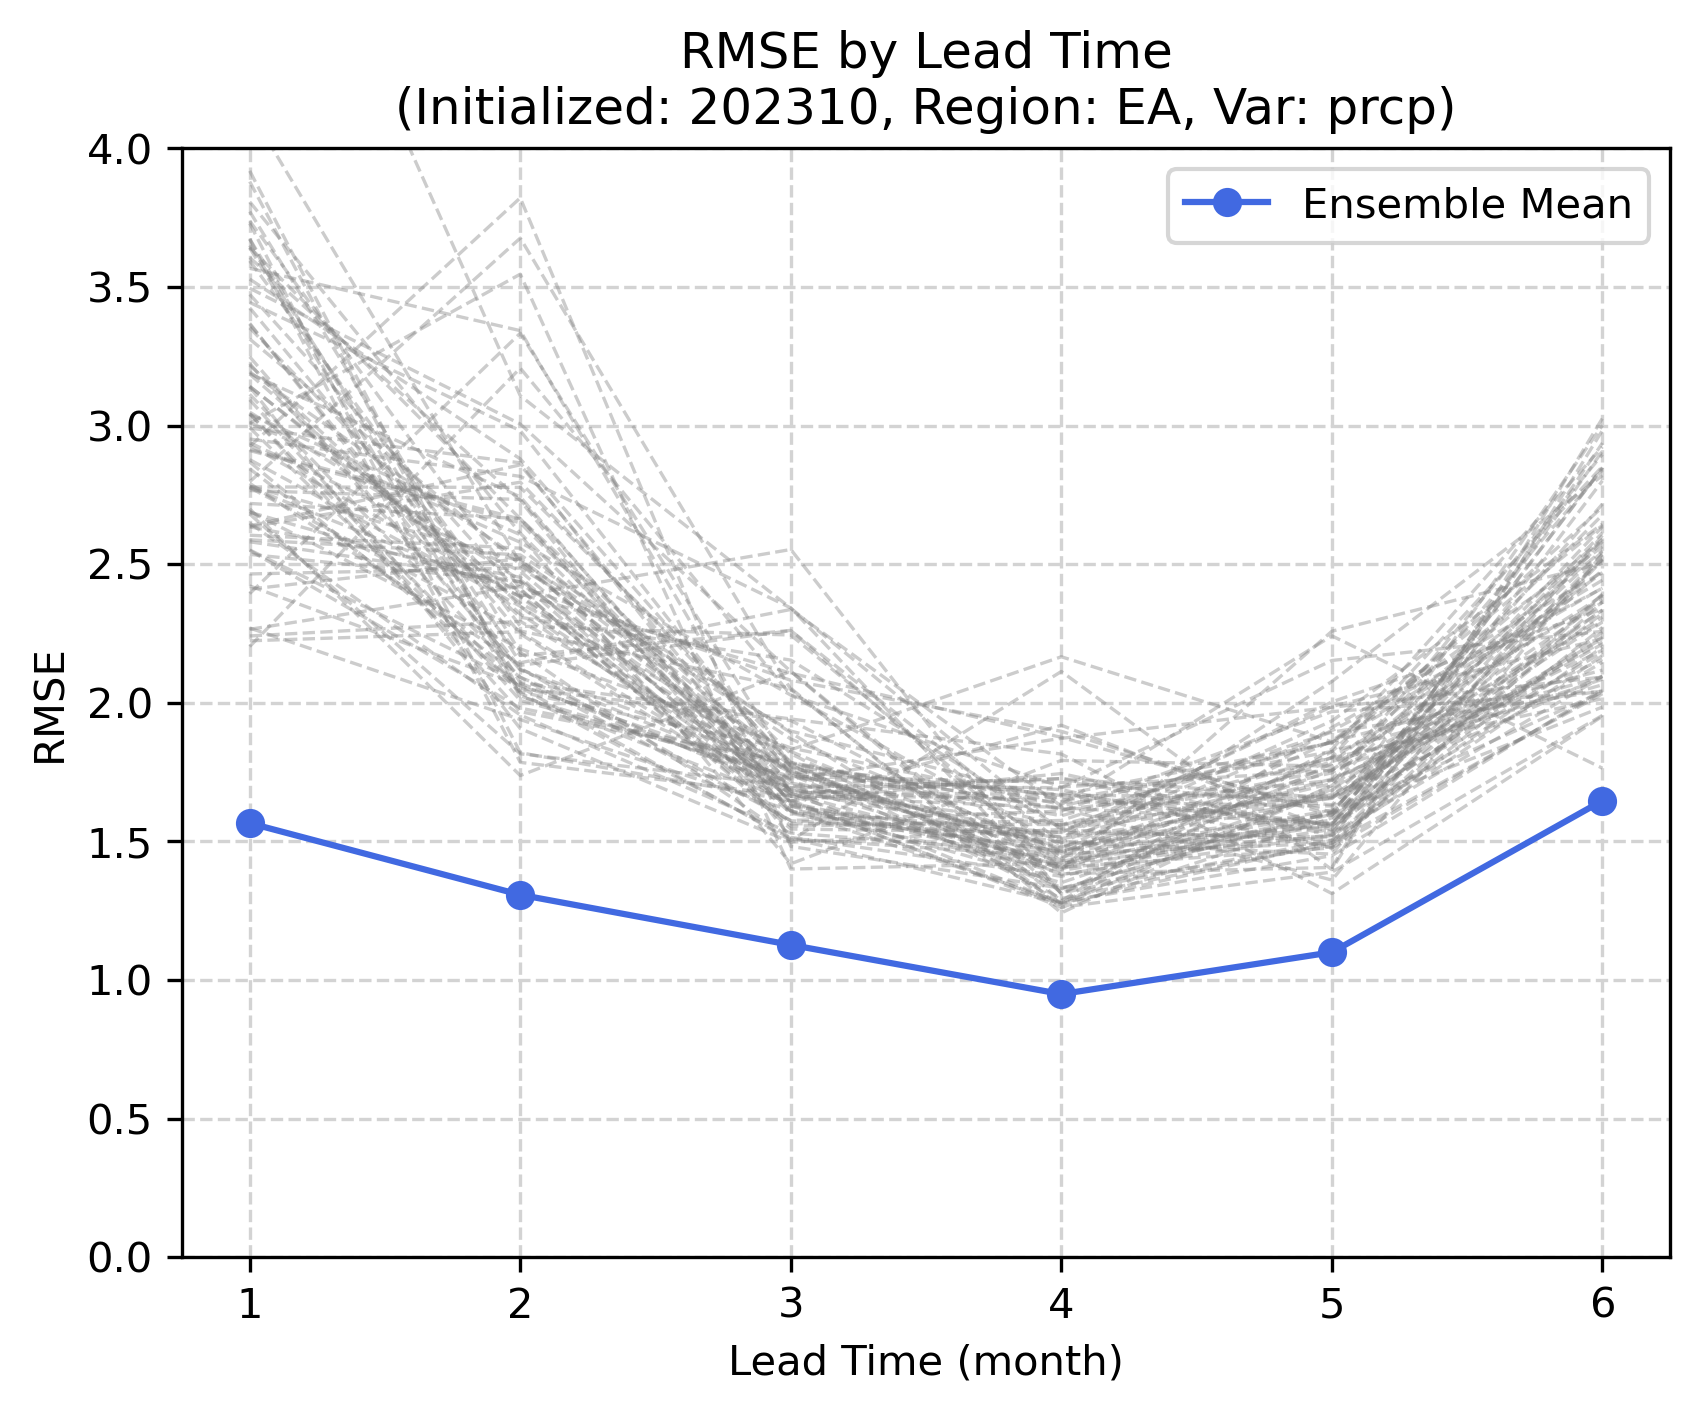 RMSE by Lead Time
(Initialized: 202310, Region: EA, Var: prcp)
Ensemble Mean
RMSE
4.0
3.5
3.0
2.5
2.0
1.5
1.0
0.5
0.0
1 2 3 4 5 6
Lead Time (month)